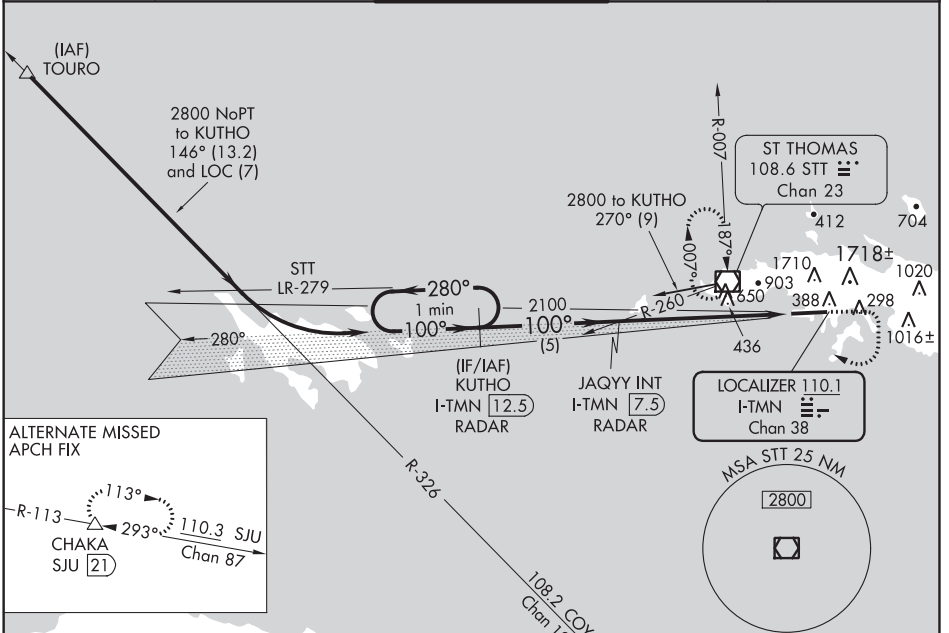 (IAF)
TOURO
2800 NoPT
to KUTHO
146° (13.2)
and LOC (7)
R-007
ST THOMAS
108.6 STT
Chan 23
2800 to KUTHO
270° (9)
412
704
187°
007°
1710
1718±
1020
903
STT
LR-279
280°
1 min
100°
2100
100°
(5)
R-260
650
388
298
436
1016±
280°
(IF/IAF)
KUTHO
I-TMN 12.5
RADAR
JAQYY INT
I-TMN 7.5
RADAR
LOCALIZER 110.1
I-TMN
Chan 38
ALTERNATE MISSED
APCH FIX
R-113
113°
293°
110.3 SJU
Chan 87
CHAKA
SJU 21
R-326
108.2 COY
Chan
MSA STT 25 NM
2800